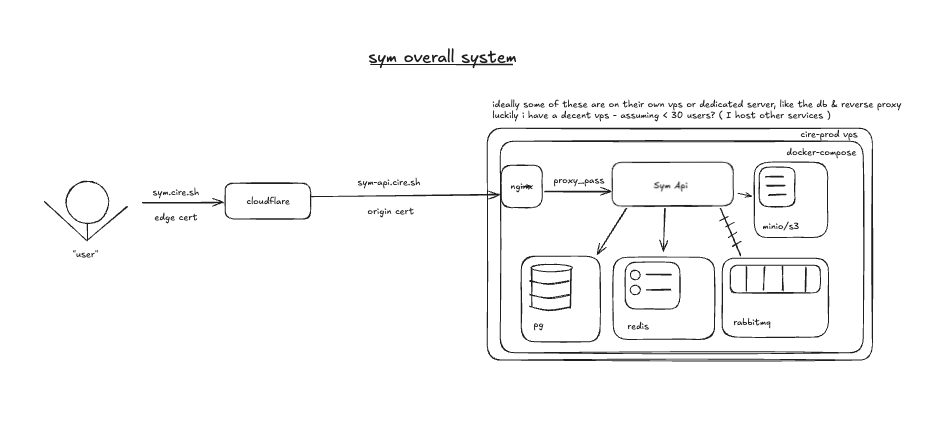 sym overall system
ideally some of these are on their own vps or dedicated server, like the db & reverse proxy
luckily i have a decent vps - assuming < 30 users? ( I host other services )
cire-prod vps
docker-compose
sym.cire.sh
edge cert
"user"
cloudflare
sym-api.cire.sh
origin cert
nginx
proxy_pass
Sym Api
minio/s3
pg
redis
rabbitmq